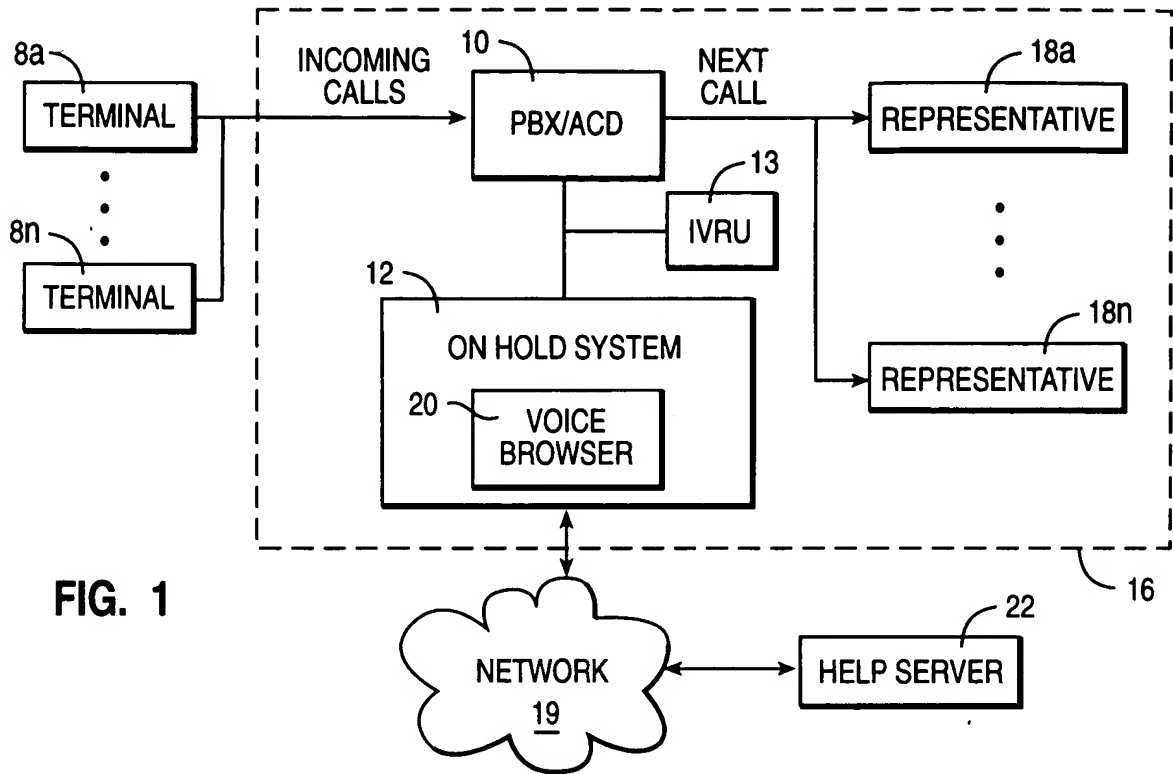 8a
TERMINAL
8n
TERMINAL
INCOMING
CALLS
10
PBX/ACD
NEXT
CALL
18a
REPRESENTATIVE
13
IVRU
18n
REPRESENTATIVE
12
ON HOLD SYSTEM
20
VOICE
BROWSER
16
FIG. 1
NETWORK
19
22
HELP SERVER